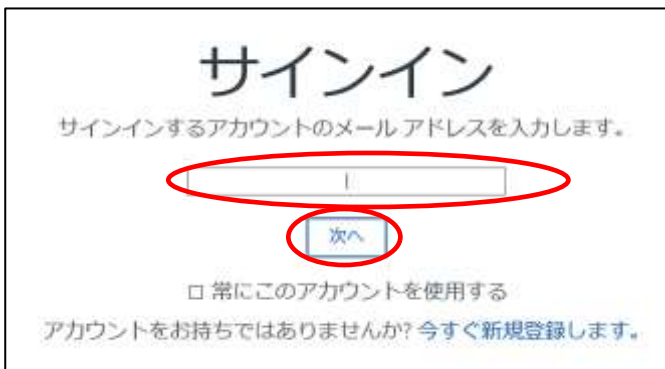 サインイン
サインインするアカウントのメール アドレスを入力します。
次へ
常にこのアカウントを使用する
アカウントをお持ちではありませんか? 今すぐ新規登録します。